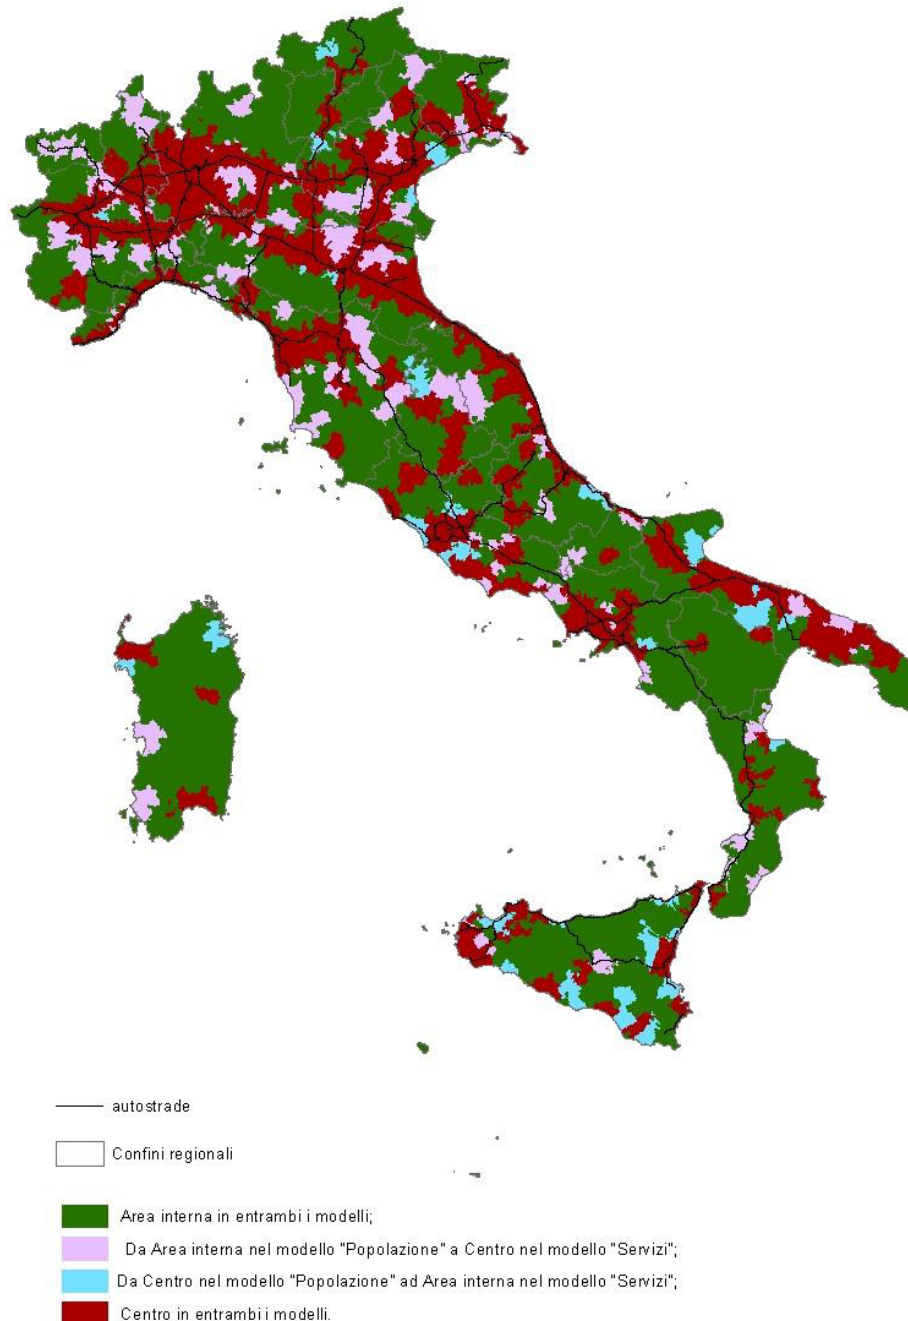 autostrade
Confini regionali
Area interna in entrambi i modelli;
Da Area interna nel modello "Popolazione" a Centro nel modello "Servizi";
Da Centro nel modello "Popolazione" ad Area interna nel modello "Servizi";
Centro in entrambi i modelli.